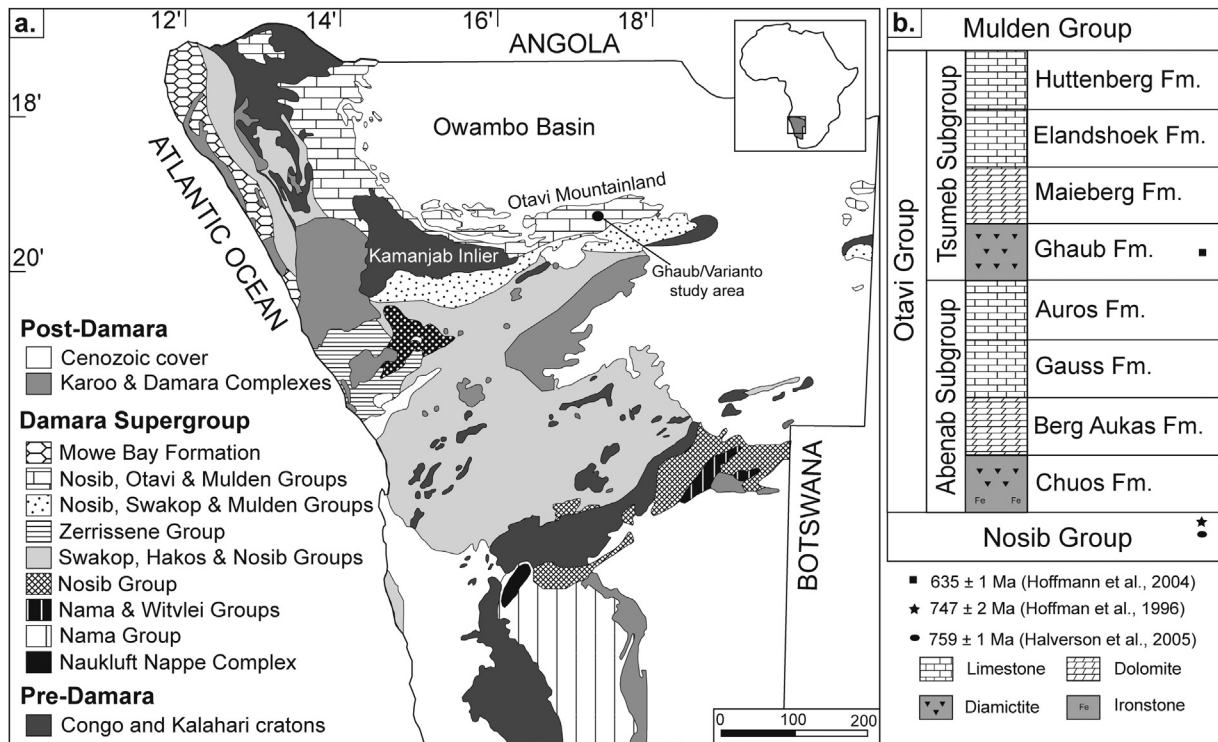 a.
12'
14'
16'
18'
18'
20'
ANGOLA
Owambo Basin
Otavi Mountainland
Kamanjab Inlier
Ghaub/Varianto
study area
ATLANTIC OCEAN
BOTSWANA
Post-Damara
Cenozoic cover
Karoo & Damara Complexes
Damara Supergroup
Mowe Bay Formation
Nosib, Otavi & Mulden Groups
Nosib, Swakop & Mulden Groups
Zerrissene Group
Swakop, Hakos & Nosib Groups
Nosib Group
Nama & Witvlei Groups
Nama Group
Naukluft Nappe Complex
Pre-Damara
Congo and Kalahari cratons
0 100 200
b.
Mulden Group
Otavi Group
Tsumeb Subgroup
Huttenberg Fm.
Elandshoek Fm.
Maieberg Fm.
Ghaub Fm.
Abenab Subgroup
Auros Fm.
Gauss Fm.
Berg Aukas Fm.
Chuos Fm.
Fe Fe
Nosib Group
635 ± 1 Ma (Hoffmann et al., 2004)
747 ± 2 Ma (Hoffman et al., 1996)
759 ± 1 Ma (Halverson et al., 2005)
Limestone
Dolomite
Diamictite
Fe Ironstone